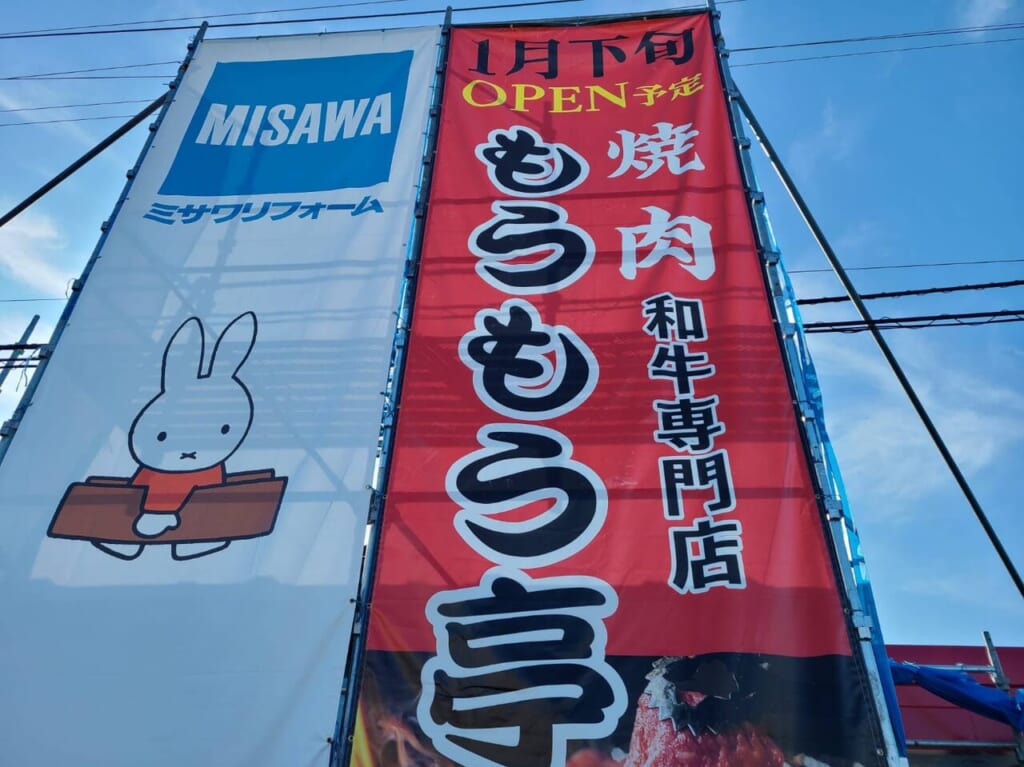 MISAWA
ミサワリフォーム
1月下旬
OPEN予定
焼肉
和牛専門店
もうもう亭